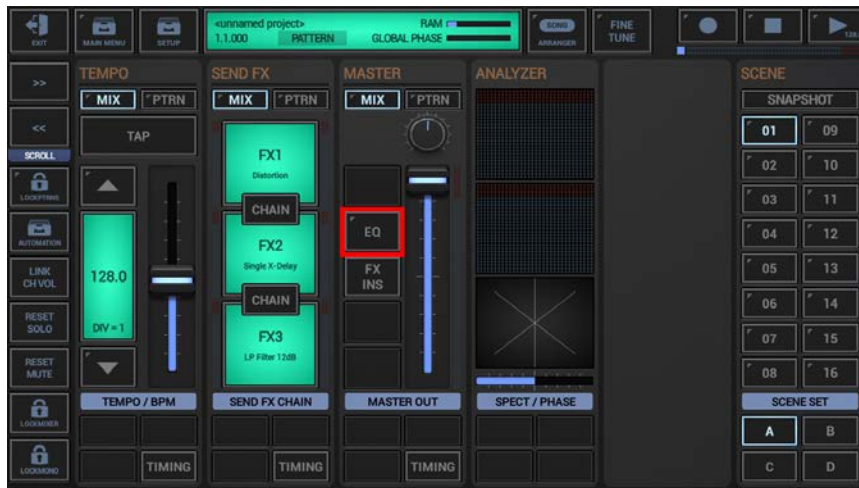 EXIT
MAIN MENU
SETUP
<unnamed project>
RAM
1.1.000
PATTERN
GLOBAL PHASE
SONG
ARRANGER
FINE
TUNE
128.
>>
<<
SCROLL
LOCKPTRNS
AUTOMATION
LINK
CH VOL
RESET
SOLO
RESET
MUTE
LOCKMIXER
LOCKMONO
TEMPO
MIX
PTRN
TAP
128.0
DIV = 1
TEMPO / BPM
TIMING
SEND FX
MIX
PTRN
FX1
Distortion
CHAIN
FX2
Single X-Delay
CHAIN
FX3
LP Filter 12dB
SEND FX CHAIN
TIMING
MASTER
MIX
PTRN
EQ
FX
INS
MASTER OUT
TIMING
ANALYZER
SPECT / PHASE
SCENE
SNAPSHOT
01 09
02 10
03 11
04 12
05 13
06 14
07 15
08 16
SCENE SET
A B
C D